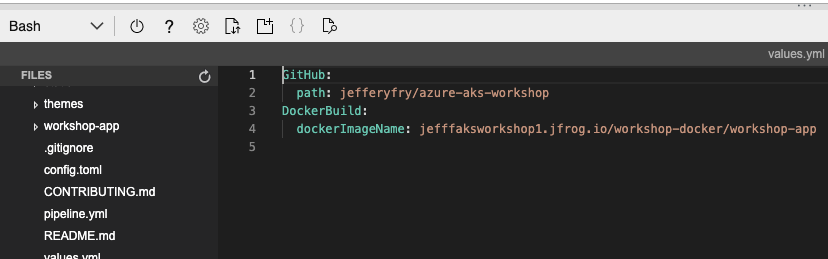 Bash
?
{}
values.yml
FILES
themes
workshop-app
.gitignore
config.toml
CONTRIBUTING.md
pipeline.yml
README.md
values.yml
1 GitHub:
2 path: jefferyfry/azure-aks-workshop
3 DockerBuild:
4 dockerImageName: jefffaksworkshop1.jfrog.io/workshop-docker/workshop-app
5